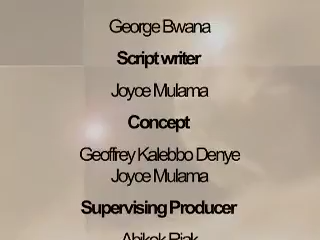 George Bwana
Script writer
Joyce Mulama
Concept
Geoffrey Kalebbo Denye
Joyce Mulama
Supervising Producer